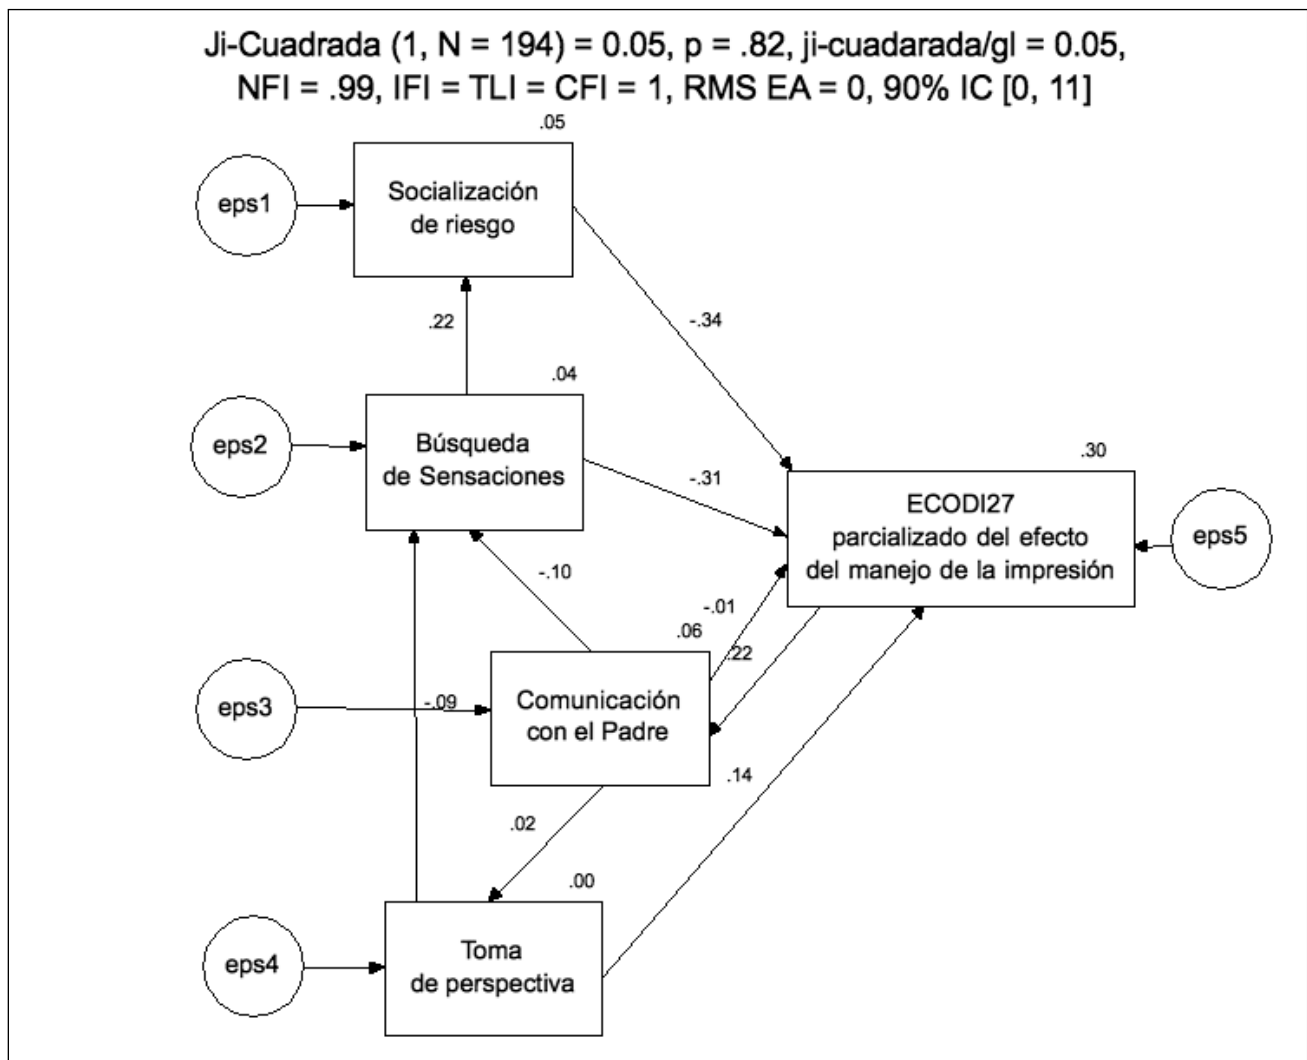 Ji-Cuadrada (1, N = 194) = 0.05, p = .82, ji-cuadarada/gl = 0.05,
NFI = .99, IFI = TLI = CFI = 1, RMS EA = 0, 90% IC [0, 11]
.05
eps1
Socialización
de riesgo
.22
-.34
.04
eps2
Búsqueda
de Sensaciones
-.31
.30
ECODI27
parcializado del efecto
del manejo de la impresión
eps5
-.10
-.01
.06
.22
eps3
-.09
Comunicación
con el Padre
.14
.02
.00
eps4
Toma
de perspectiva